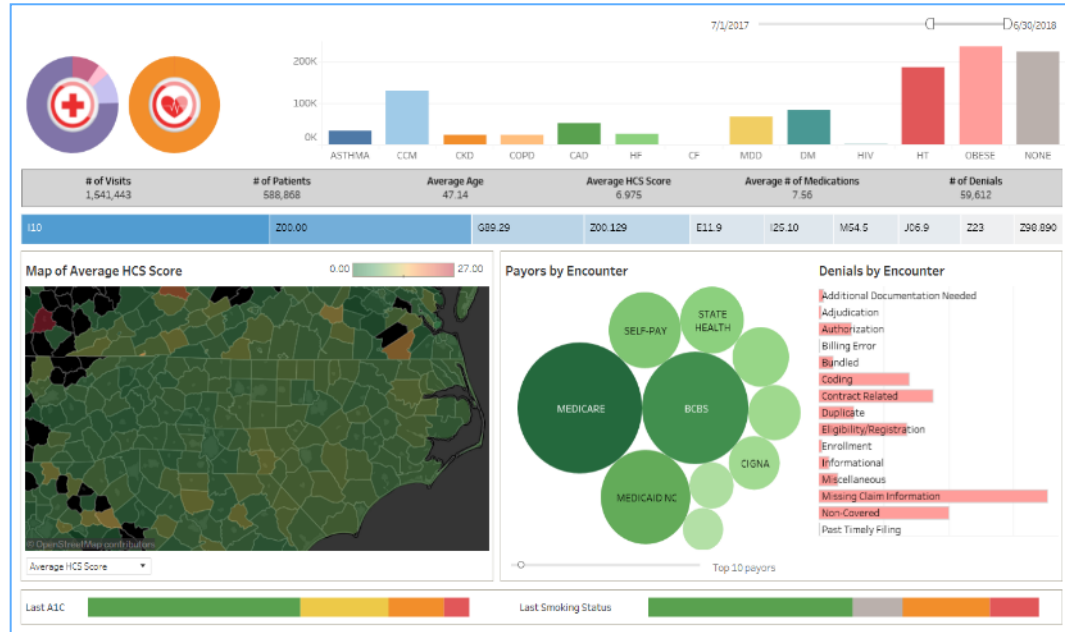 7/1/2017 6/30/2018
200K
100K
0K
ASTHMA CCM CKD COPD CAD HF CF MDD DM HIV HT OBESE NONE
# of Visits # of Patients Average Age Average HCS Score Average # of Medications # of Denials
1,541,443 588,868 47.14 6.975 7.56 59,612
I10 Z00.00 G89.29 Z00.129 E11.9 I25.10 M54.5 J06.9 Z23 Z98.890
Map of Average HCS Score 0.00 27.00
© OpenStreetMap contributors
Average HCS Score
Payors by Encounter
STATE
HEALTH
SELF-PAY
MEDICARE
BCBS
CIGNA
MEDICAID NC
Top 10 payors
Denials by Encounter
Additional Documentation Needed
Adjudication
Authorization
Billing Error
Bundled
Coding
Contract Related
Duplicate
Eligibility/Registration
Enrollment
Informational
Miscellaneous
Missing Claim Information
Non-Covered
Past Timely Filing
Last A1C Last Smoking Status